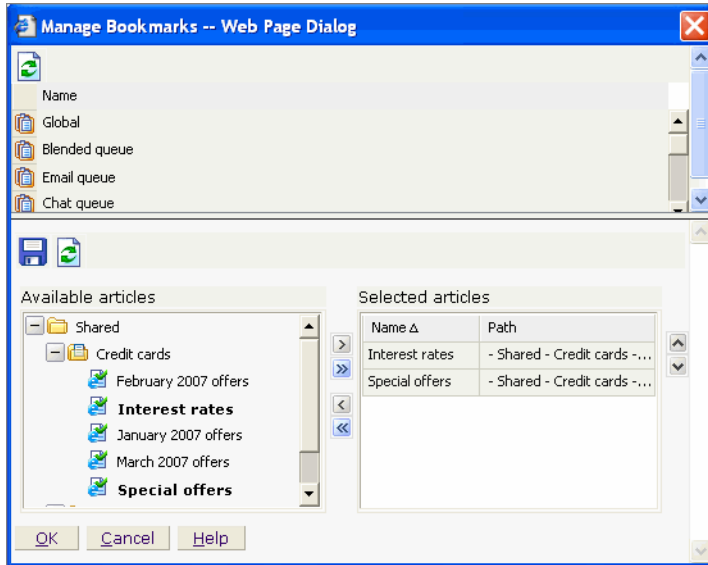 Manage Bookmarks -- Web Page Dialog
Name
Global
Blended queue
Email queue
Chat queue
Available articles
Shared
Credit cards
February 2007 offers
Interest rates
January 2007 offers
March 2007 offers
Special offers
Selected articles
Name Δ Path
Interest rates - Shared - Credit cards -...
Special offers - Shared - Credit cards -...
OK Cancel Help